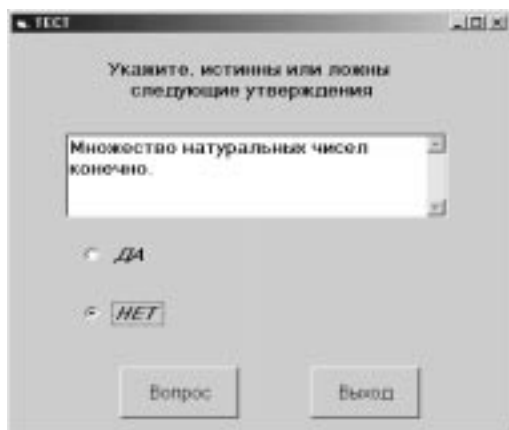 ТЕСТ
Укажите, истинны или ложны
следующие утверждения
Множество натуральных чисел
конечно.
ДА
НЕТ
Вопрос
Выход